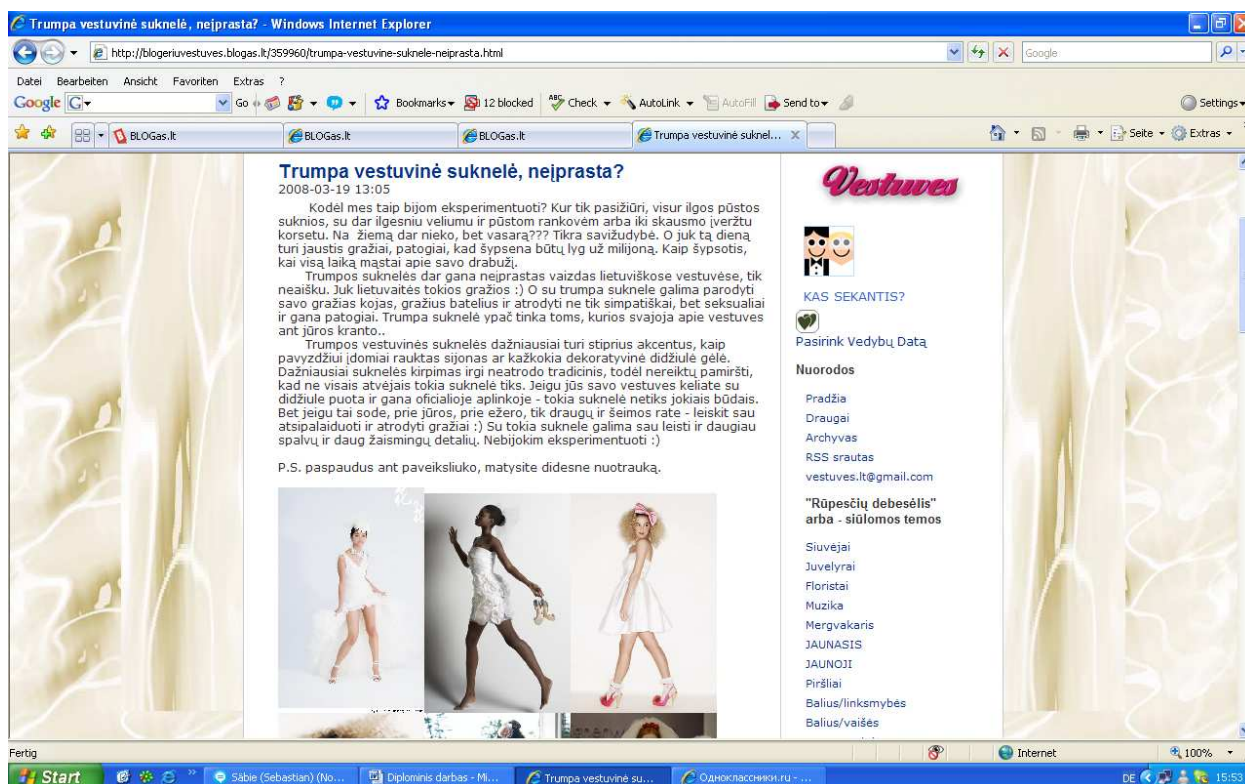 Trumpa vestuvinė suknelė, neįprasta? - Windows Internet Explorer
http://blogeriuvestuves.blogas.lt/359960/trumpa-vestuvine-suknele-neiprasta.html
Google
Datei Bearbeiten Ansicht Favoriten Extras ?
Google G Go Bookmarks 12 blocked ABC Check AutoLink AutoFill Send to Settings
BLOGas.lt BLOGas.lt BLOGas.lt Trumpa vestuvinė suknel... X Seite Extras
Trumpa vestuvinė suknelė, neįprasta?
2008-03-19 13:05
Kodėl mes taip bijom eksperimentuoti? Kur tik pasižiūri, visur ilgos pūstos
suknios, su dar ilgesniu veliumu ir pūstom rankovėm arba iki skausmo įveržtu
korsetu. Na žiemą dar nieko, bet vasarą??? Tikra savižudybė. O juk tą dieną
turi jaustis gražiai, patogiai, kad šypsena būtų lyg už milijoną. Kaip šypsotis,
kai visą laiką mąstai apie savo drabužį.
Trumpos suknelės dar gana neįprastas vaizdas lietuviškose vestuvėse, tik
neaišku. Juk lietuvaitės tokios gražios :) O su trumpa suknele galima parodyti
savo gražias kojas, gražius batelius ir atrodyti ne tik simpatiškai, bet seksualiai
ir gana patogiai. Trumpa suknelė ypač tinka toms, kurios svajoja apie vestuves
ant jūros kranto..
Trumpos vestuvinės suknelės dažniausiai turi stiprius akcentus, kaip
pavyzdžiui įdomiai rauktas sijonas ar kažkokia dekoratyvinė didžiulė gėlė.
Dažniausiai suknelės kirpimas irgi neatrodo tradicinis, todėl nereiktų pamiršti,
kad ne visais atvėjais tokia suknelė tiks. Jeigu jūs savo vestuves keliate su
didžiule puota ir gana oficialioje aplinkoje - tokia suknelė netiks jokiais būdais.
Bet jeigu tai sode, prie jūros, prie ežero, tik draugų ir šeimos rate - leiskit sau
atsipalaiduoti ir atrodyti gražiai :) Su tokia suknele galima sau leisti ir daugiau
spalvų ir daug žaismingų detalių. Nebijokim eksperimentuoti :)
P.S. paspaudus ant paveiksliuko, matysite didesne nuotrauką.
Vestuves
KAS SEKANTIS?
Pasirink Vedybų Datą
Nuorodos
Pradžia
Draugai
Archyvas
RSS srautas
vestuves.lt@gmail.com
"Rūpesčių debesėlis"
arba - siūlomos temos
Siuvėjai
Juvelyrai
Floristai
Muzika
Mergvakaris
JAUNASIS
JAUNOJI
Piršliai
Balius/linksmybės
Balius/vaišės
Fertig Internet 100%
Start Säbie (Sebastian) (No... Diplominis darbas - Mi... Trumpa vestuvinė su... Одноклассники.ru - ... DE 15:53